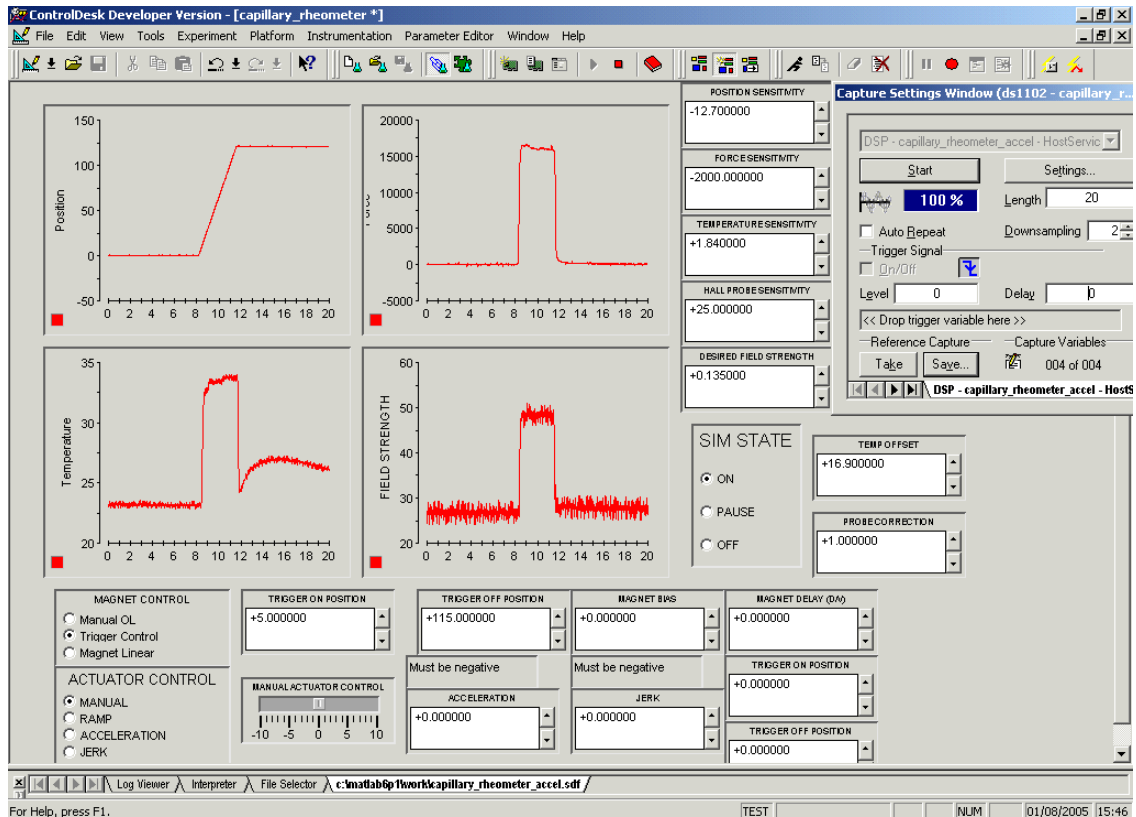 ControlDesk Developer Version - [capillary_rheometer *]
File Edit View Tools Experiment Platform Instrumentation Parameter Editor Window Help
150
100
50
0
-50
Position
0 2 4 6 8 10 12 14 16 18 20
20000
15000
10000
5000
0
-5000
0 2 4 6 8 10 12 14 16 18 20
POSITION SENSITIVITY
-12.700000
FORCE SENSITIVITY
-2000.000000
TEMPERATURE SENSITIVITY
+1.840000
HALL PROBE SENSITIVITY
+25.000000
DESIRED FIELD STRENGTH
+0.135000
Capture Settings Window (ds1102 - capillary_r...
DSP - capillary_rheometer_accel - HostServic
Start Settings...
100 % Length 20
Auto Repeat Downsampling 2
Trigger Signal
On/Off
Level 0 Delay 0
<< Drop trigger variable here >>
Reference Capture Capture Variables
Take Save... 004 of 004
DSP - capillary_rheometer_accel - HostS
35
30
25
20
Temperature
0 2 4 6 8 10 12 14 16 18 20
60
50
40
30
20
FIELD STRENGTH
0 2 4 6 8 10 12 14 16 18 20
SIM STATE
ON
PAUSE
OFF
TEMP OFFSET
+16.900000
PROBE CORRECTION
+1.000000
MAGNET CONTROL
Manual OL
Trigger Control
Magnet Linear
TRIGGER ON POSITION
+5.000000
TRIGGER OFF POSITION
+115.000000
MAGNET BIAS
+0.000000
MAGNET DELAY (DM)
+0.000000
ACTUATOR CONTROL
MANUAL
RAMP
ACCELERATION
JERK
MANUAL ACTUATOR CONTROL
-10 -5 0 5 10
Must be negative
ACCELERATION
+0.000000
Must be negative
JERK
+0.000000
TRIGGER ON POSITION
+0.000000
TRIGGER OFF POSITION
+0.000000
Log Viewer Interpreter File Selector c:\matlab6p1\work\capillary_rheometer_accel.sdf
For Help, press F1. TEST NUM 01/08/2005 15:46